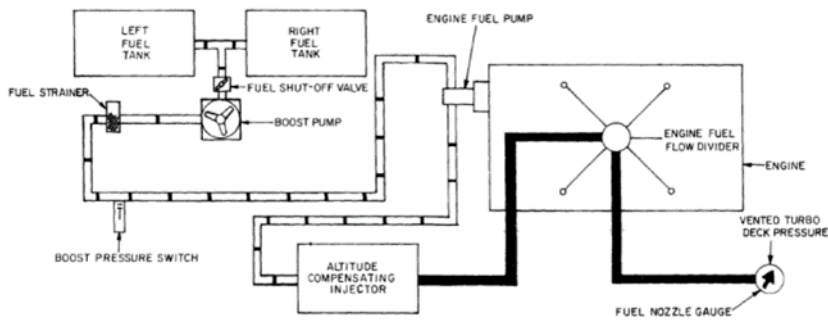 LEFT
FUEL
TANK
RIGHT
FUEL
TANK
ENGINE FUEL PUMP
FUEL STRAINER
FUEL SHUT-OFF VALVE
BOOST PUMP
ENGINE FUEL
FLOW DIVIDER
ENGINE
BOOST PRESSURE SWITCH
ALTITUDE
COMPENSATING
INJECTOR
VENTED TURBO
DECK PRESSURE
FUEL NOZZLE GAUGE